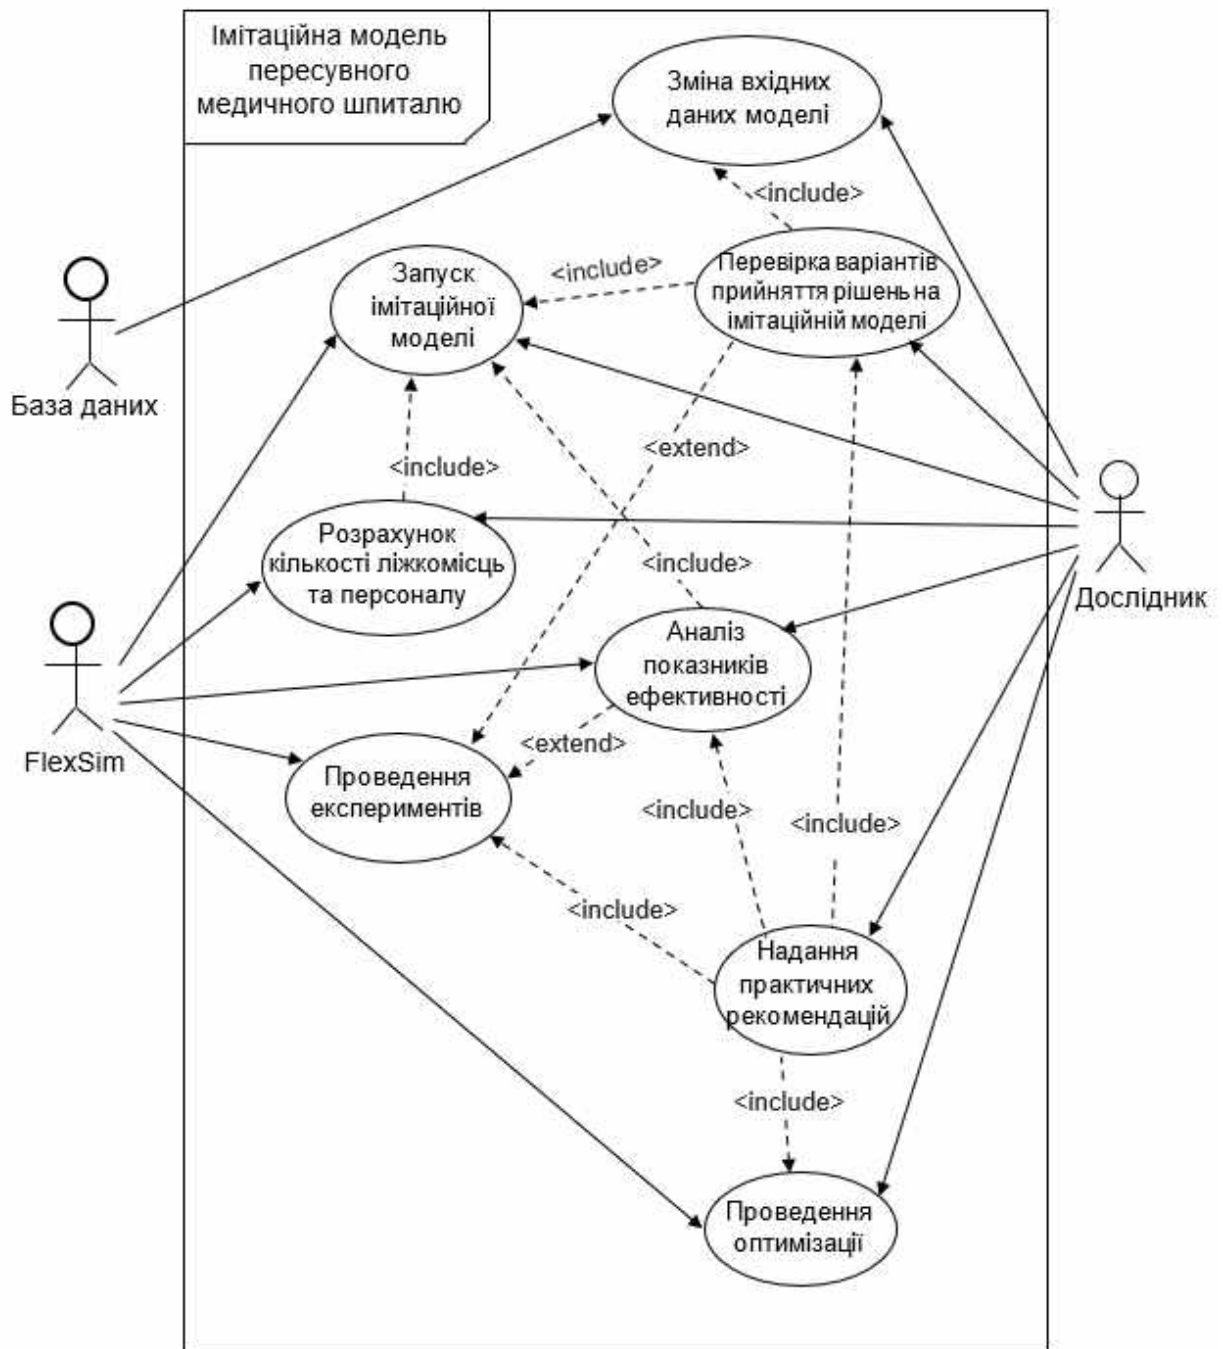 Імітаційна модель
пересувного
медичного шпиталю
Зміна вхідних
даних моделі
<include>
Запуск
імітаційної
моделі
<include>
Перевірка варіантів
прийняття рішень на
імітаційній моделі
База даних
<extend>
<include>
Розрахунок
кількості ліжкомісць
та персоналу
<include>
Дослідник
Аналіз
показників
ефективності
FlexSim
<extend>
Проведення
експериментів
<include>
<include>
<include>
Надання
практичних
рекомендацій
<include>
Проведення
оптимізації